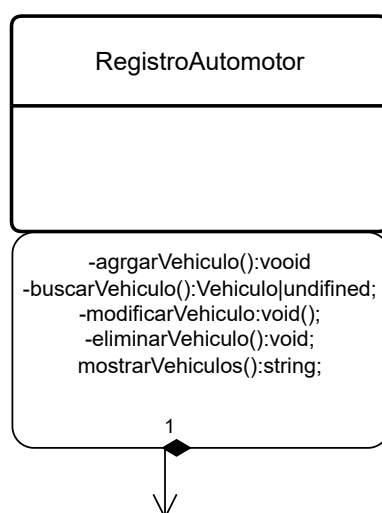 RegistroAutomotor
-agrgarVehiculo():vooid
-buscarVehiculo():Vehiculo|undifined;
-modificarVehiculo:void();
-eliminarVehiculo():void;
mostrarVehiculos():string;
1